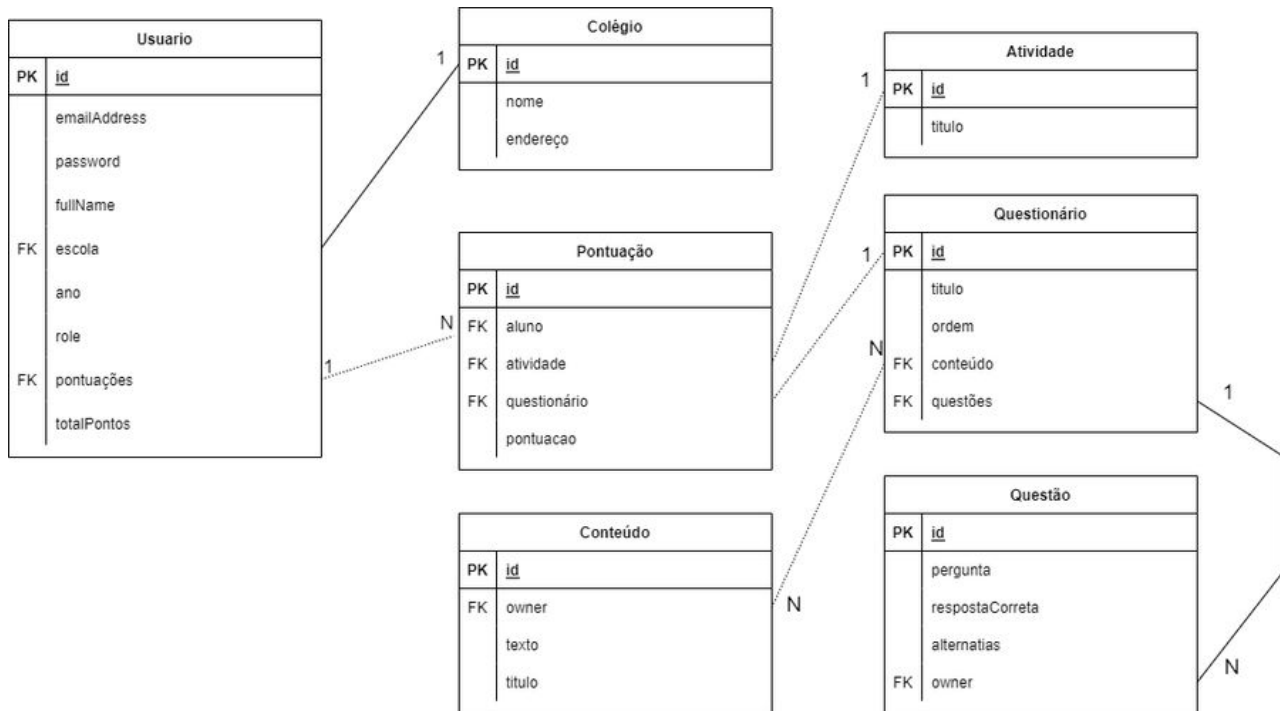 Usuario
PK id
emailAddress
password
fullName
FK escola
ano
role
FK pontuações
totalPontos
1
Colégio
PK id
nome
endereço
1
Pontuação
PK id
FK aluno
FK atividade
FK questionário
pontuacao
N
Conteúdo
PK id
FK owner
texto
titulo
N
Atividade
PK id
titulo
1
Questionário
PK id
titulo
ordem
FK conteúdo
FK questões
1
N
1
Questão
PK id
pergunta
respostaCorreta
alternatias
FK owner
N